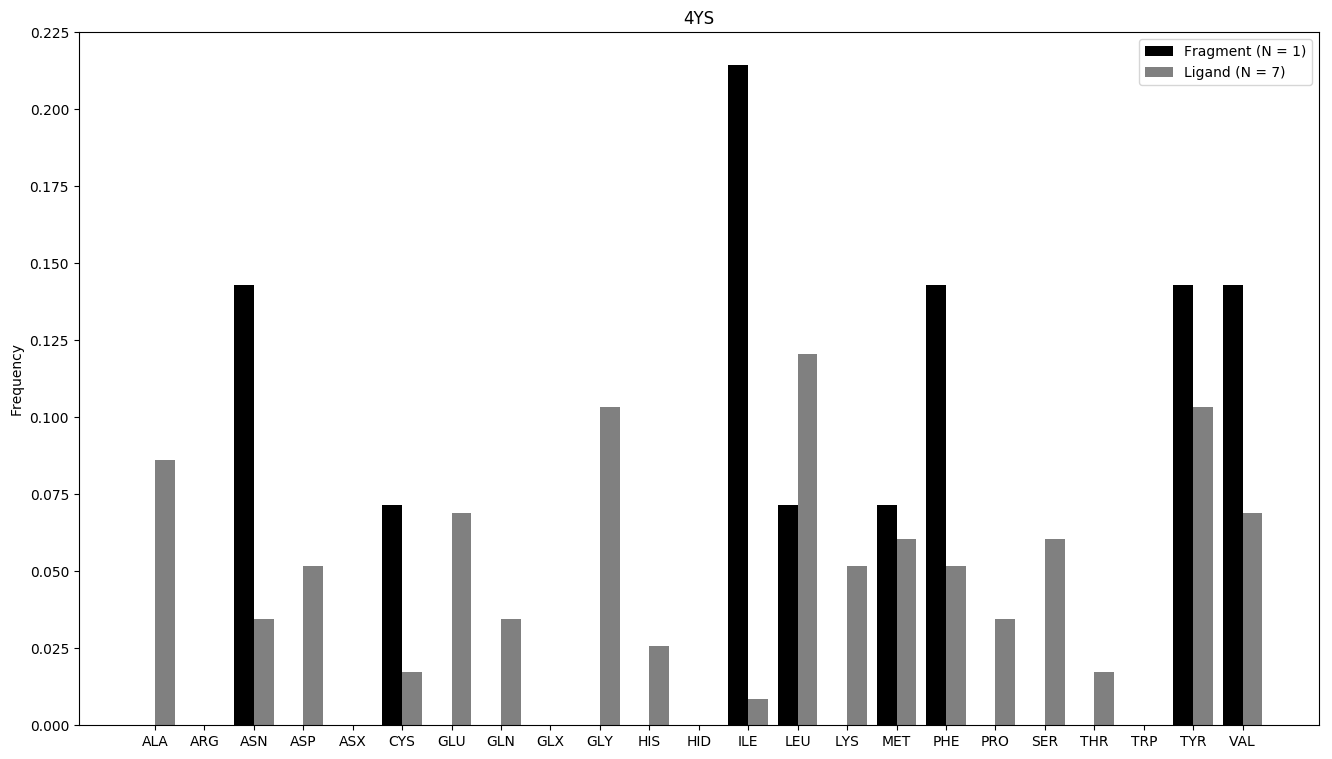 4YS
Fragment (N = 1)
Ligand (N = 7)
Frequency
0.225
0.200
0.175
0.150
0.125
0.100
0.075
0.050
0.025
0.000
ALA ARG ASN ASP ASX CYS GLU GLN GLX GLY HIS HID ILE LEU LYS MET PHE PRO SER THR TRP TYR VAL